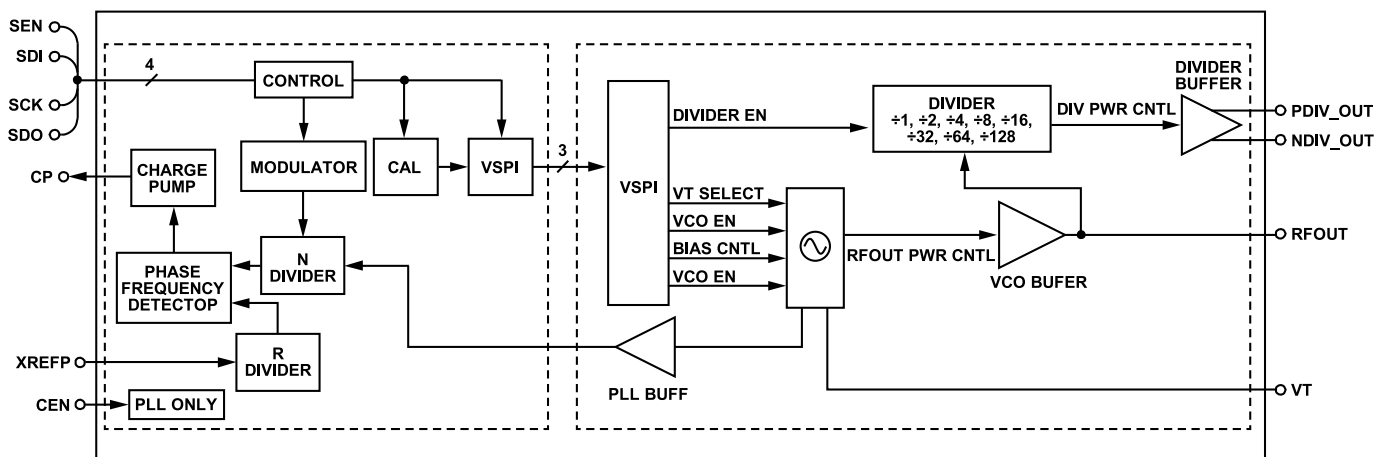 SEN
SDI
SCK
SDO
4
CONTROL
MODULATOR
CAL
VSPI
3
CP
CHARGE
PUMP
N
DIVIDER
PHASE
FREQUENCY
DETECTOP
R
DIVIDER
XREFP
CEN
PLL ONLY
VSPI
DIVIDER EN
VT SELECT
VCO EN
BIAS CNTL
VCO EN
DIVIDER
÷1, ÷2, ÷4, ÷8, ÷16,
÷32, ÷64, ÷128
DIV PWR CNTL
DIVIDER
BUFFER
PDIV_OUT
NDIV_OUT
RFOUT PWR CNTL
VCO BUFER
RFOUT
PLL BUFF
VT